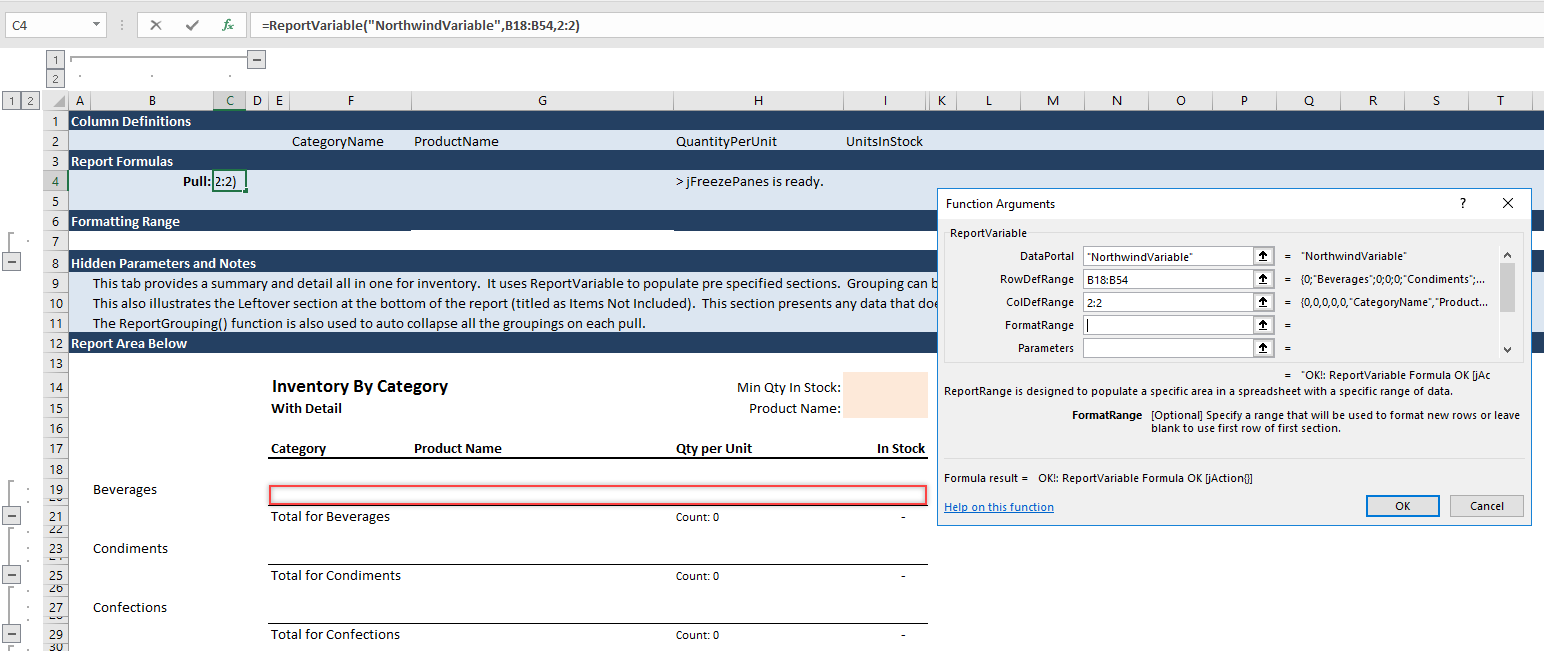 C4 =ReportVariable("NorthwindVariable",B18:B54,2:2)
1
2
1 2 A B C D E F G H I K L M N O P Q R S T
1 Column Definitions
2 CategoryName ProductName QuantityPerUnit UnitsInStock
3 Report Formulas
4 Pull: 2:2) > jFreezePanes is ready.
5
6 Formatting Range
7
8 Hidden Parameters and Notes
9 This tab provides a summary and detail all in one for inventory. It uses ReportVariable to populate pre specified sections. Grouping can b
10 This also illustrates the Leftover section at the bottom of the report (titled as Items Not Included). This section presents any data that doe
11 The ReportGrouping() function is also used to auto collapse all the groupings on each pull.
12 Report Area Below
13
14 Inventory By Category Min Qty In Stock:
15 With Detail Product Name:
16
17 Category Product Name Qty per Unit In Stock
18
19 Beverages
21 Total for Beverages Count: 0 -
22
23 Condiments
25 Total for Condiments Count: 0 -
26
27 Confections
29 Total for Confections Count: 0 -
30
Function Arguments ? ×
ReportVariable
DataPortal "NorthwindVariable" = "NorthwindVariable"
RowDefRange B18:B54 = {0;"Beverages";0;0;0;"Condiments";...
ColDefRange 2:2 = {0,0,0,0,0,"CategoryName","Product...
FormatRange =
Parameters =
= "OK!: ReportVariable Formula OK [jAc
ReportRange is designed to populate a specific area in a spreadsheet with a specific range of data.
FormatRange [Optional] Specify a range that will be used to format new rows or leave
blank to use first row of first section.
Formula result = OK!: ReportVariable Formula OK [jAction{}]
Help on this function OK Cancel